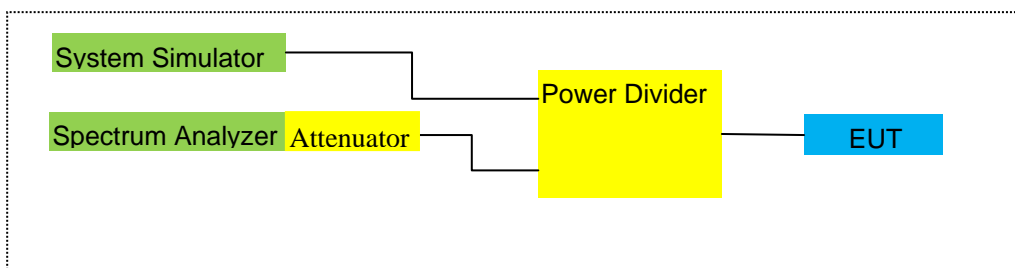 System Simulator
Power Divider
Spectrum Analyzer Attenuator
EUT